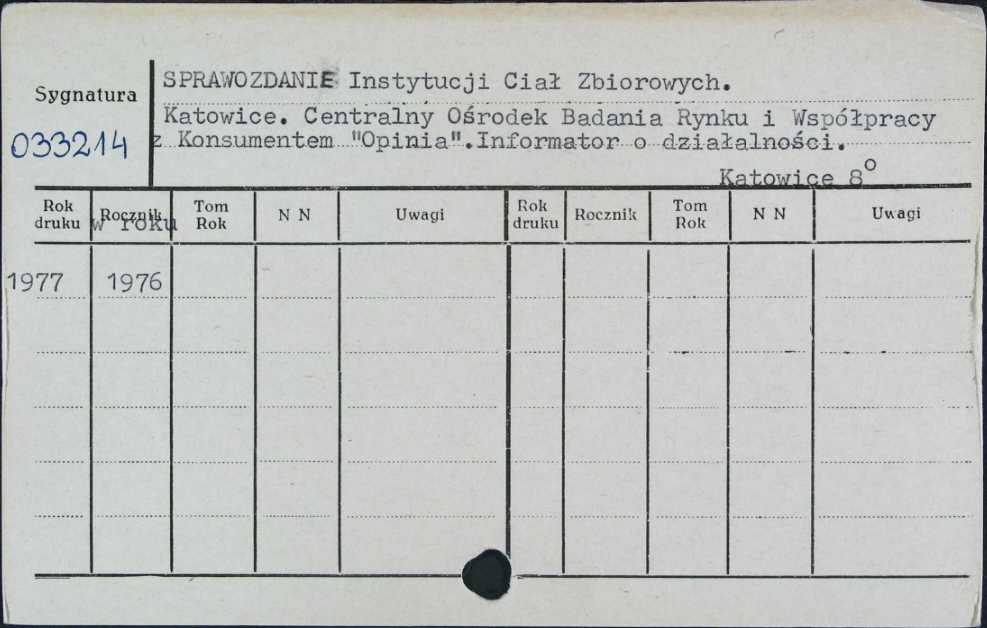 SPRAWOZDANIE Instytucji Ciał Zbiorowych.
Sygnatura
Katowice. Centralny Ośrodek Badania Rynku i Współpracy
033214
z Konsumentem "Opinia".Informator o działalności.
Katowice 8°
Rok druku Rocznik Tom Rok N N Uwagi Rok druku Rocznik Tom Rok N N Uwagi
w roku
1977 1976